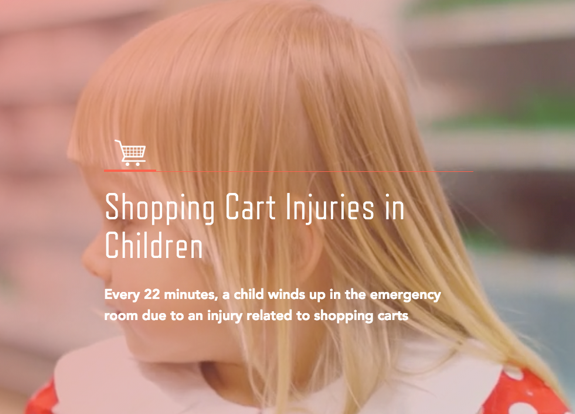 Shopping Cart Injuries in
Children
Every 22 minutes, a child winds up in the emergency
room due to an injury related to shopping carts